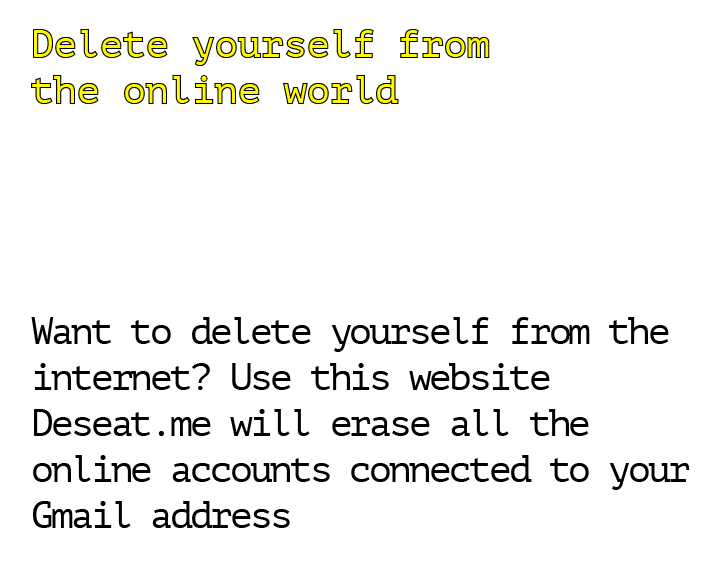 Delete yourself from
the online world
Want to delete yourself from the
internet? Use this website
Deseat.me will erase all the
online accounts connected to your
Gmail address